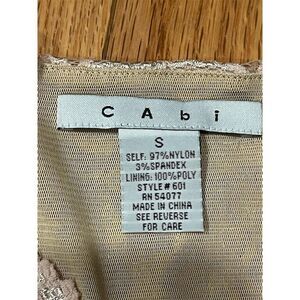 CAbi
S
SELF: 97%NYLON
3%SPANDEX
LINING: 100%POLY
STYLE# 601
RN 54077
MADE IN CHINA
SEE REVERSE
FOR CARE